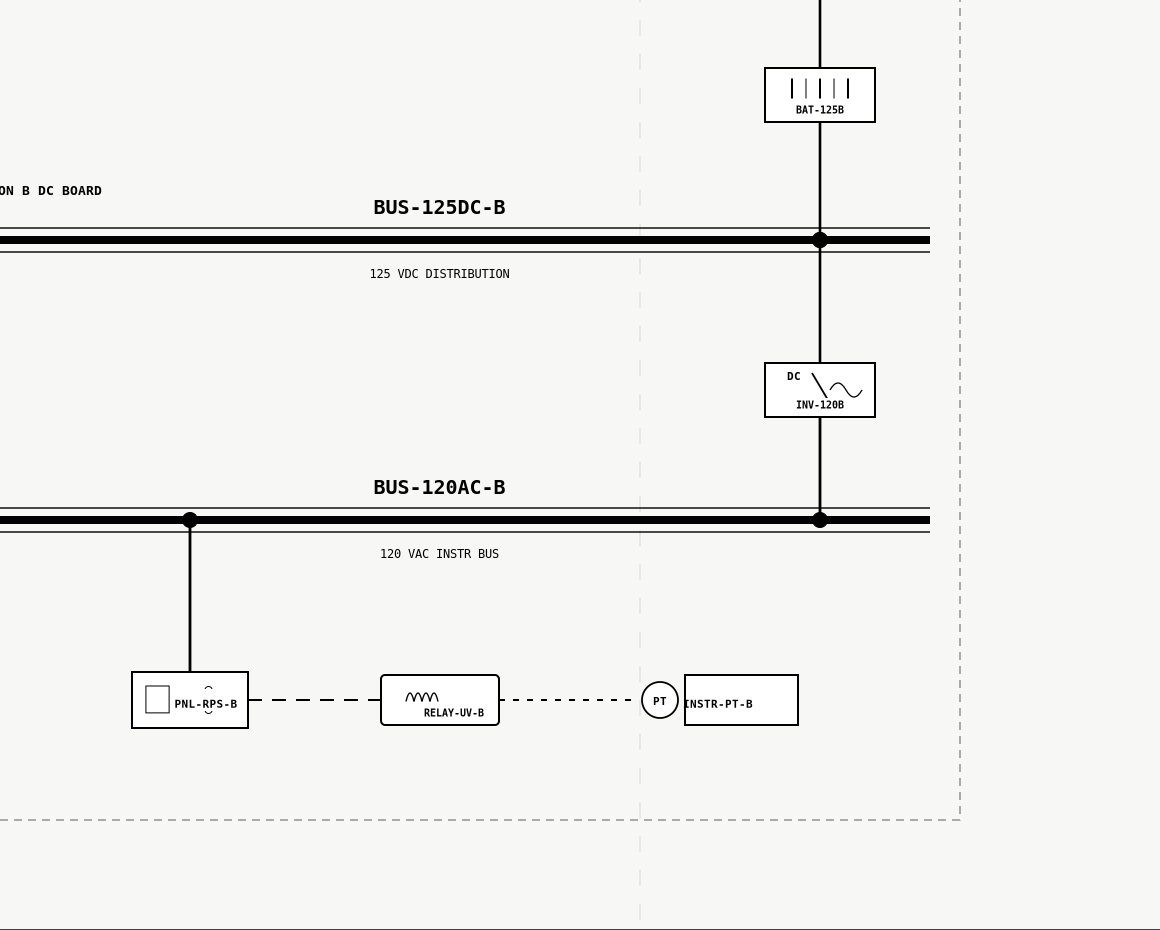 BAT-125B
ON B DC BOARD
BUS-125DC-B
125 VDC DISTRIBUTION
DC
INV-120B
BUS-120AC-B
120 VAC INSTR BUS
PNL-RPS-B
RELAY-UV-B
PT
INSTR-PT-B